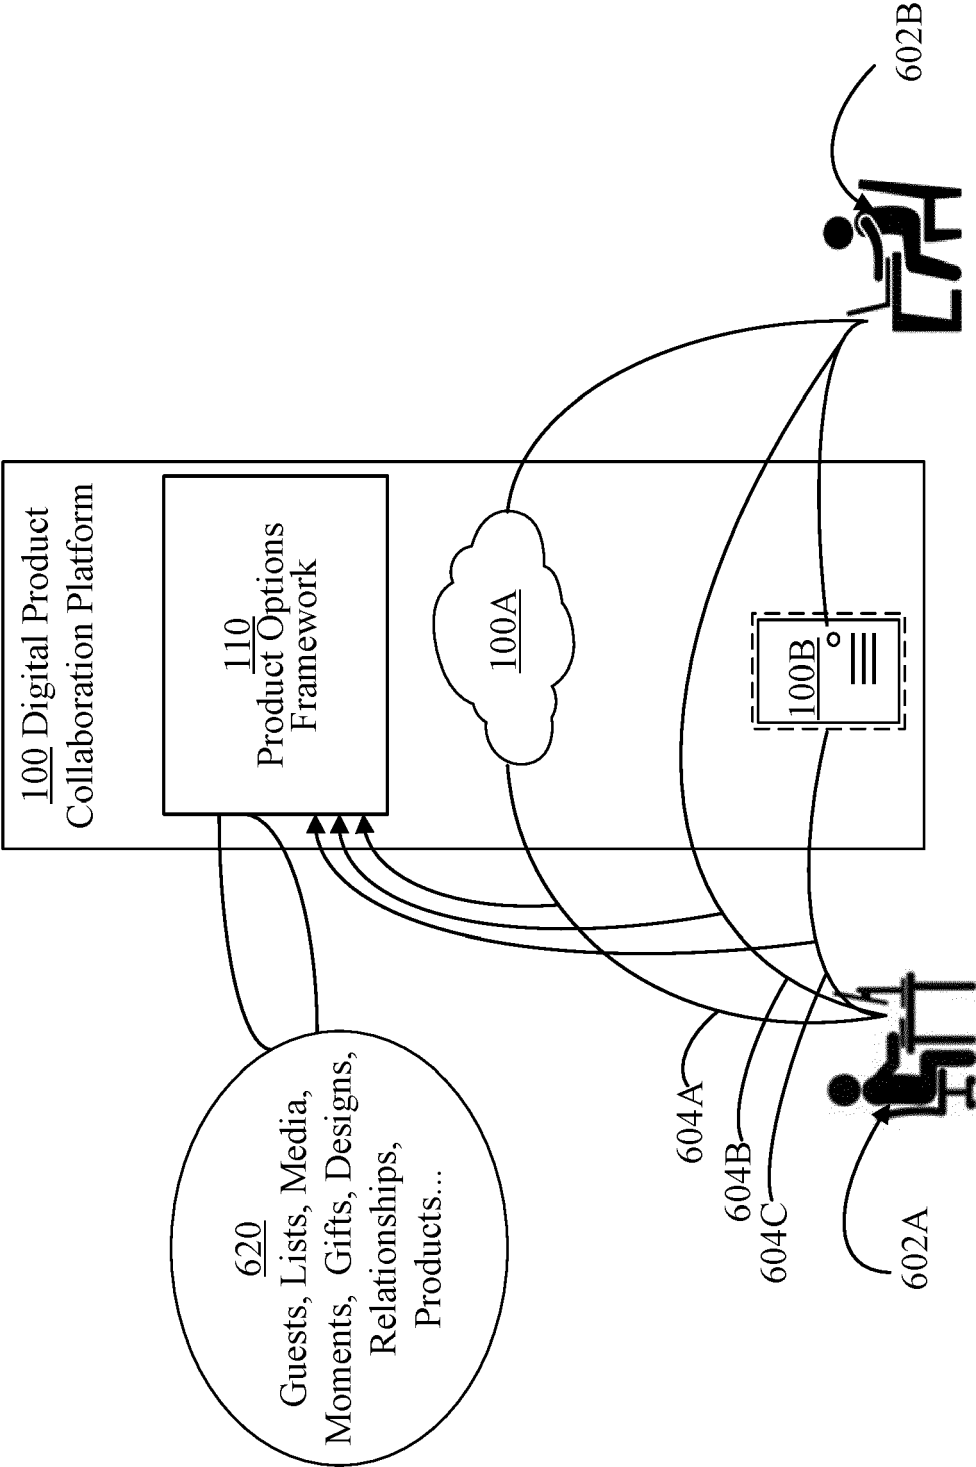 100 Digital Product
Collaboration Platform
110
Product Options
Framework
620
Guests, Lists, Media,
Moments, Gifts, Designs,
Relationships,
Products...
100A
100B
604A
604B
604C
602A
602B